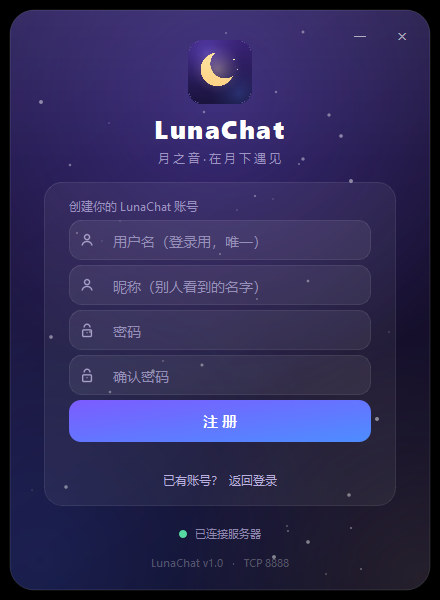 LunaChat
月之音·在月下遇见
创建你的 LunaChat 账号
用户名（登录用，唯一）
昵称（别人看到的名字）
密码
确认密码
注册
已有账号？ 返回登录
已连接服务器
LunaChat v1.0 · TCP 8888